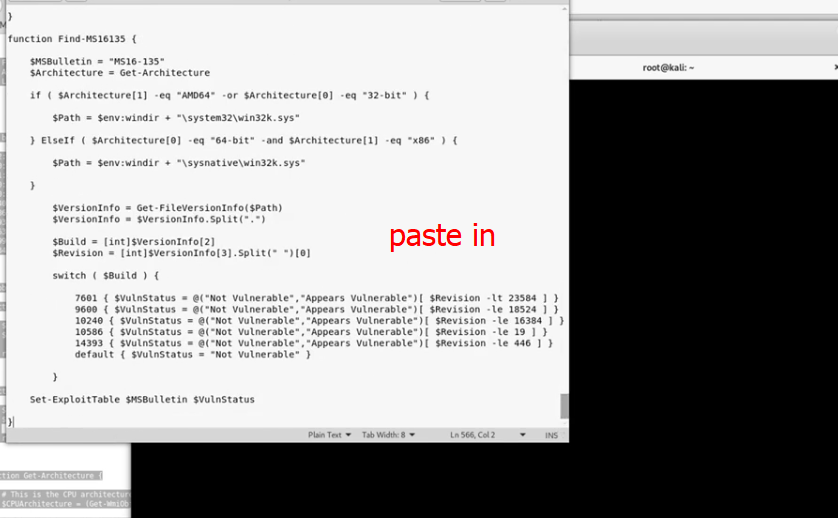 }
root@kali: ~
function Find-MS16135 {
$MSBulletin = "MS16-135"
$Architecture = Get-Architecture
if ( $Architecture[1] -eq "AMD64" -or $Architecture[0] -eq "32-bit" ) {
$Path = $env:windir + "\system32\win32k.sys"
} ElseIf ( $Architecture[0] -eq "64-bit" -and $Architecture[1] -eq "x86" ) {
$Path = $env:windir + "\sysnative\win32k.sys"
}
$VersionInfo = Get-FileVersionInfo($Path)
$VersionInfo = $VersionInfo.Split(".")
paste in
$Build = [int]$VersionInfo[2]
$Revision = [int]$VersionInfo[3].Split(" ")[0]
switch ( $Build ) {
7601 { $VulnStatus = @("Not Vulnerable","Appears Vulnerable")[ $Revision -lt 23584 ] }
9600 { $VulnStatus = @("Not Vulnerable","Appears Vulnerable")[ $Revision -le 18524 ] }
10240 { $VulnStatus = @("Not Vulnerable","Appears Vulnerable")[ $Revision -le 16384 ] }
10586 { $VulnStatus = @("Not Vulnerable","Appears Vulnerable")[ $Revision -le 19 ] }
14393 { $VulnStatus = @("Not Vulnerable","Appears Vulnerable")[ $Revision -le 446 ] }
default { $VulnStatus = "Not Vulnerable" }
}
Set-ExploitTable $MSBulletin $VulnStatus
}
Plain Text Tab Width: 8 Ln 566, Col 2 INS
ction Get-Architecture {
# This is the CPU architectur
$CPUArchitecture = (Get-WmiOb